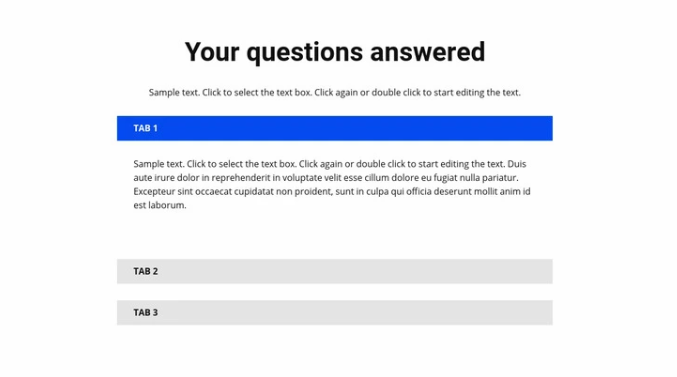 Your questions answered
Sample text. Click to select the text box. Click again or double click to start editing the text.
TAB 1
Sample text. Click to select the text box. Click again or double click to start editing the text. Duis
aute irure dolor in reprehenderit in voluptate velit esse cillum dolore eu fugiat nulla pariatur.
Excepteur sint occaecat cupidatat non proident, sunt in culpa qui officia deserunt mollit anim id
est laborum.
TAB 2
TAB 3